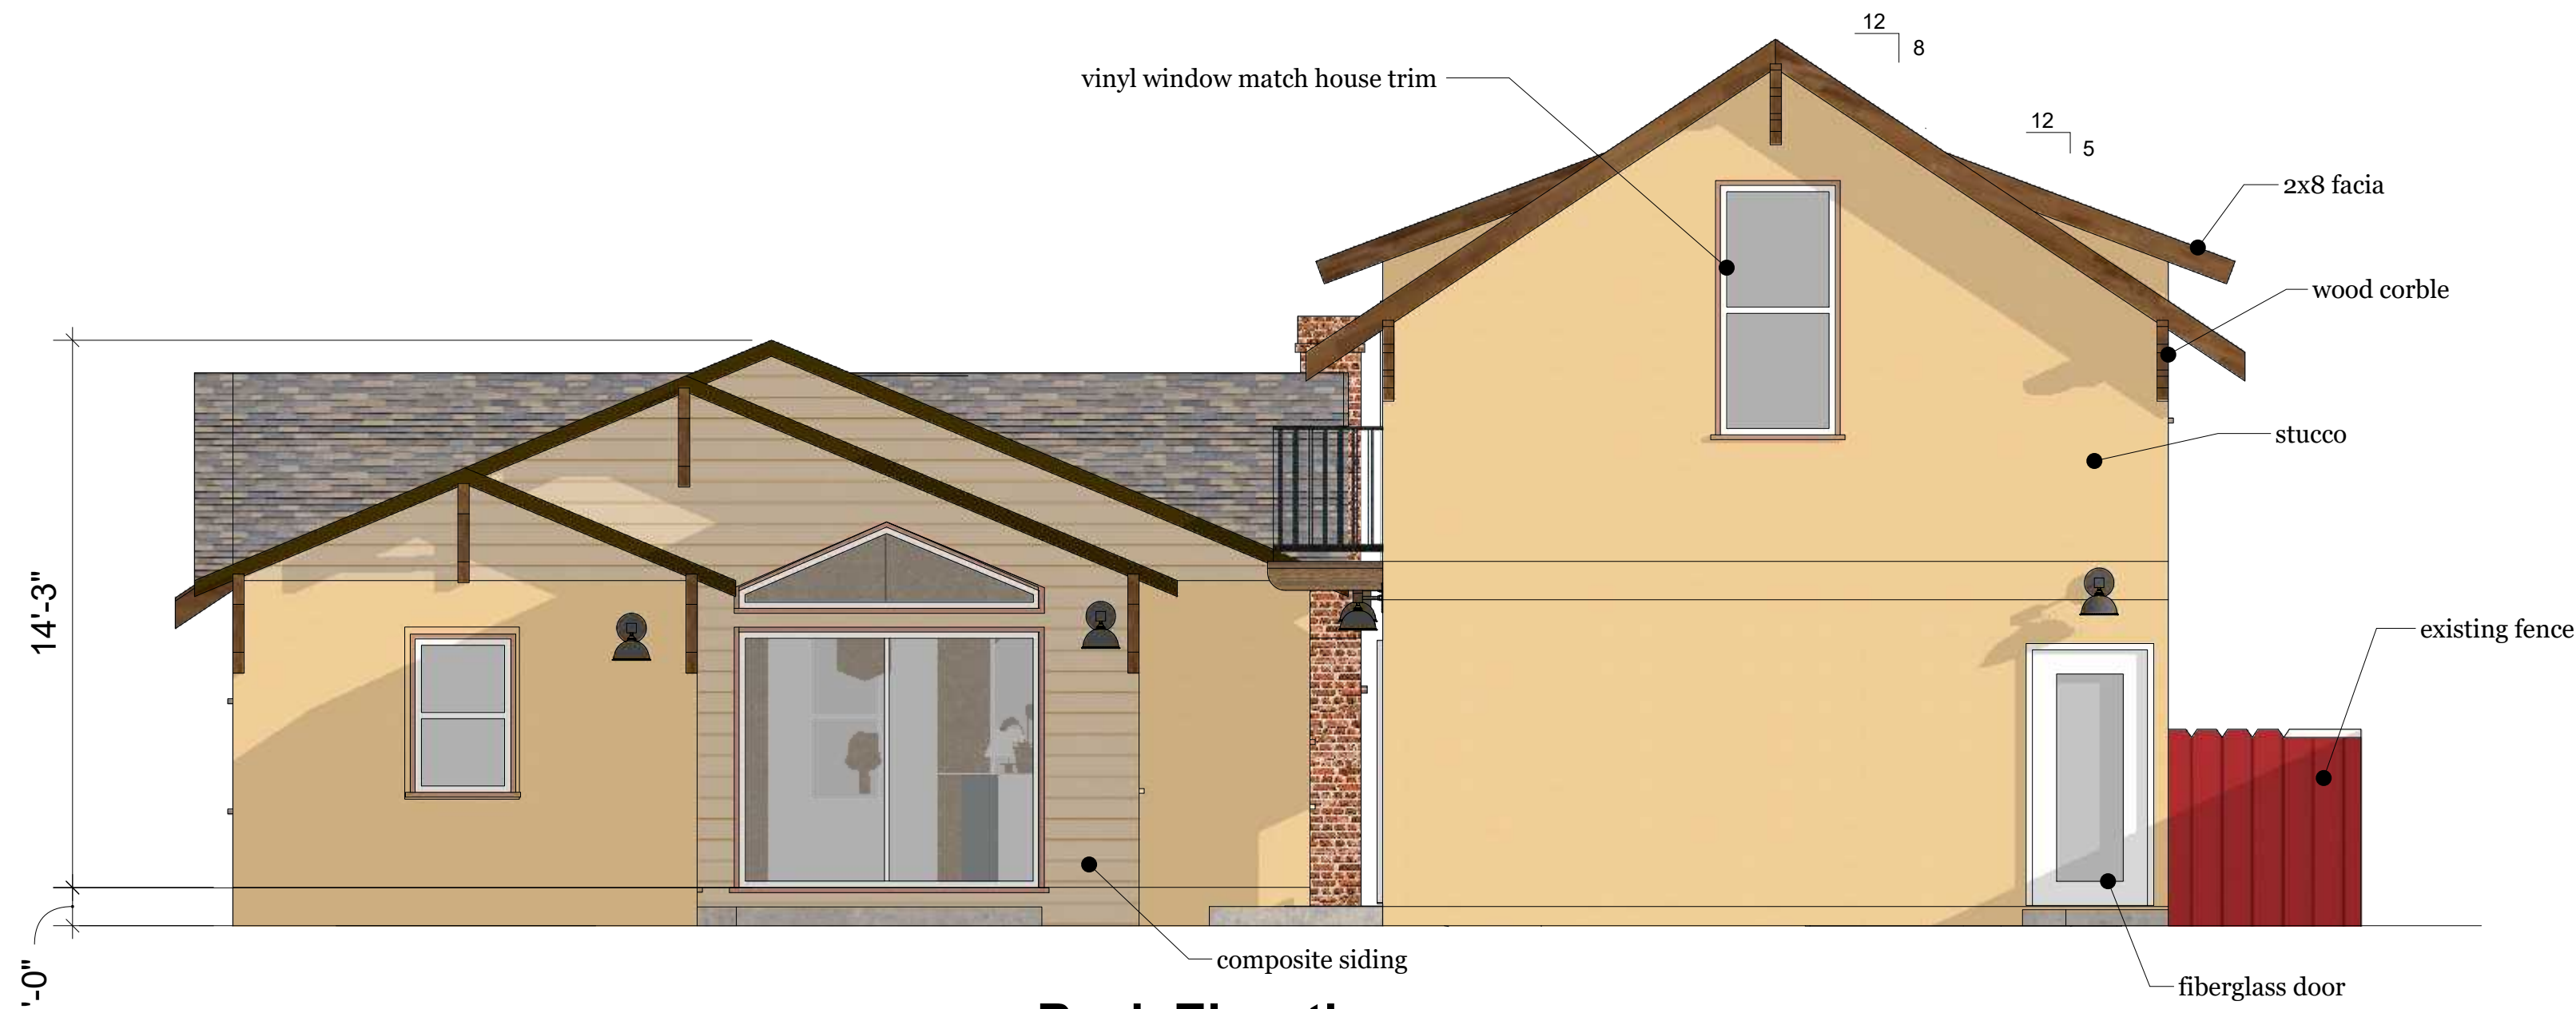 12
8
vinyl window match house trim
12
5
2x8 facia
wood corble
stucco
14'-3"
existing fence
composite siding
'-0"
fiberglass door